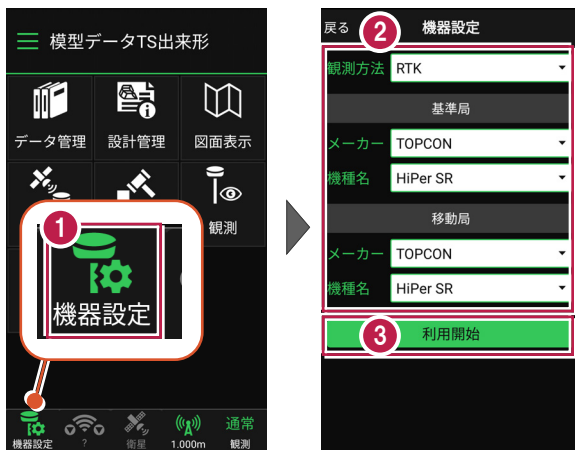 模型データTS出来形
データ管理
設計管理
図面表示
観測
1
機器設定
機器設定
?
衛星
1.000m
通常
観測
戻る
2
機器設定
観測方法
RTK
基準局
メーカー
TOPCON
機種名
HiPer SR
移動局
メーカー
TOPCON
機種名
HiPer SR
3
利用開始